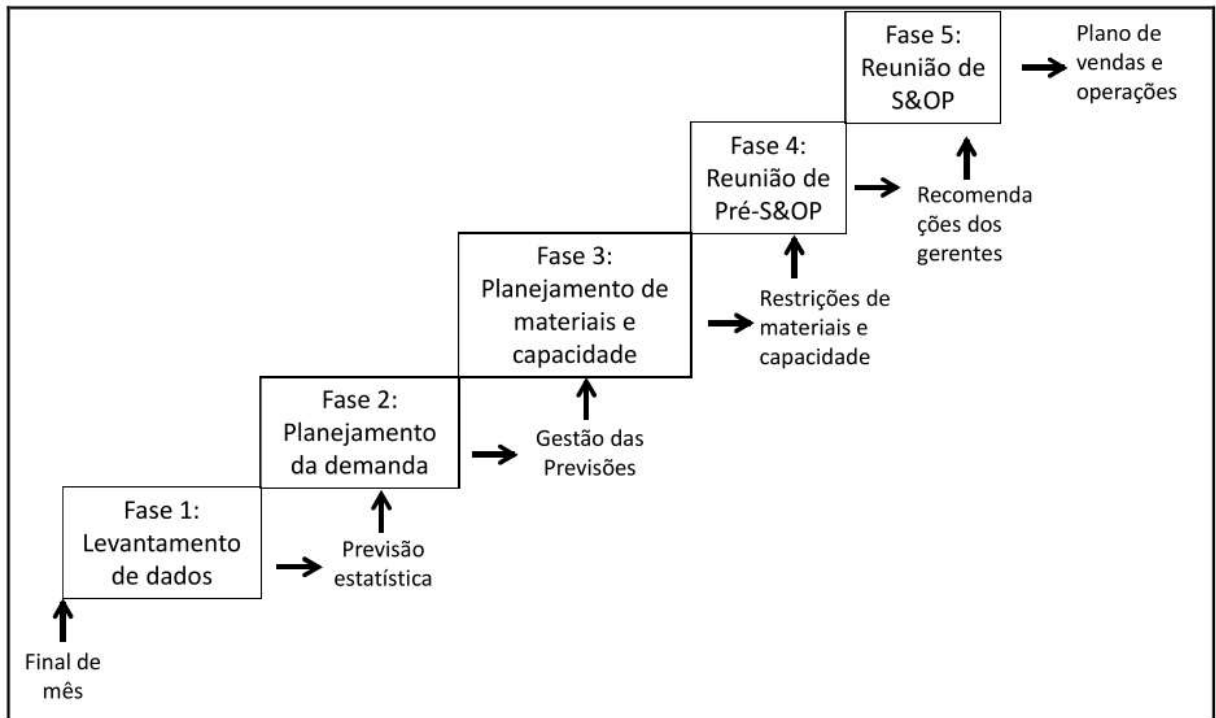 Fase 5:
Reunião de
S&OP
Plano de
vendas e
operações
Fase 4:
Reunião de
Pré-S&OP
Recomenda
ções dos
gerentes
Fase 3:
Planejamento de
materiais e
capacidade
Restrições de
materiais e
capacidade
Fase 2:
Planejamento
da demanda
Gestão das
Previsões
Fase 1:
Levantamento
de dados
Previsão
estatística
Final de
mês